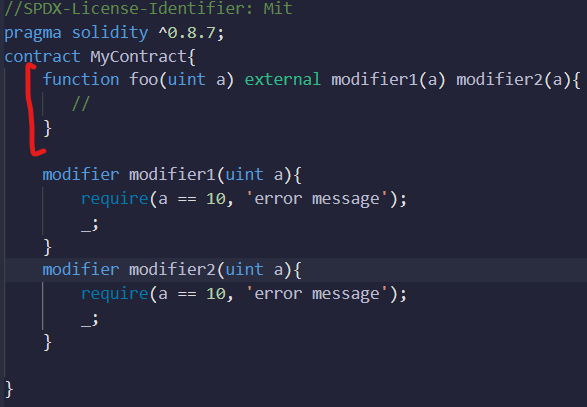 //SPDX-License-Identifier: Mit
pragma solidity ^0.8.7;
contract MyContract{
    function foo(uint a) external modifier1(a) modifier2(a){
       //
    }

    modifier modifier1(uint a){
        require(a == 10, 'error message');
        _;
    }
    modifier modifier2(uint a){
        require(a == 10, 'error message');
        _;
    }

}